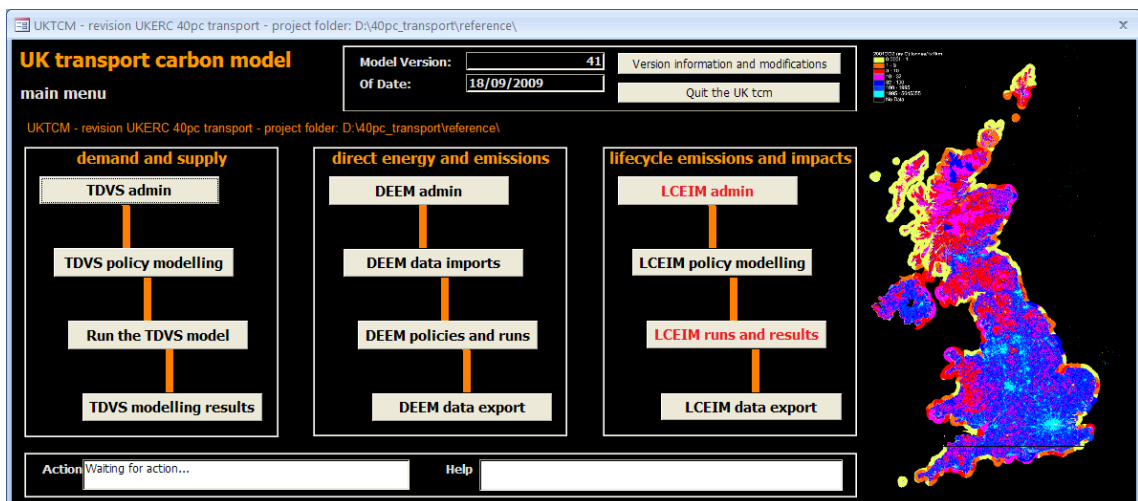 UKTCM - revision UKERC 40pc transport - project folder: D:\40pc_transport\reference\
x
UK transport carbon model
main menu
Model Version: 41
Of Date: 18/09/2009
Version information and modifications
Quit the UK tcm
UKTCM - revision UKERC 40pc transport - project folder: D:\40pc_transport\reference\
demand and supply
TDVS admin
TDVS policy modelling
Run the TDVS model
TDVS modelling results
direct energy and emissions
DEEM admin
DEEM data imports
DEEM policies and runs
DEEM data export
lifecycle emissions and impacts
LCEIM admin
LCEIM policy modelling
LCEIM runs and results
LCEIM data export
Action
Waiting for action...
Help
No Data